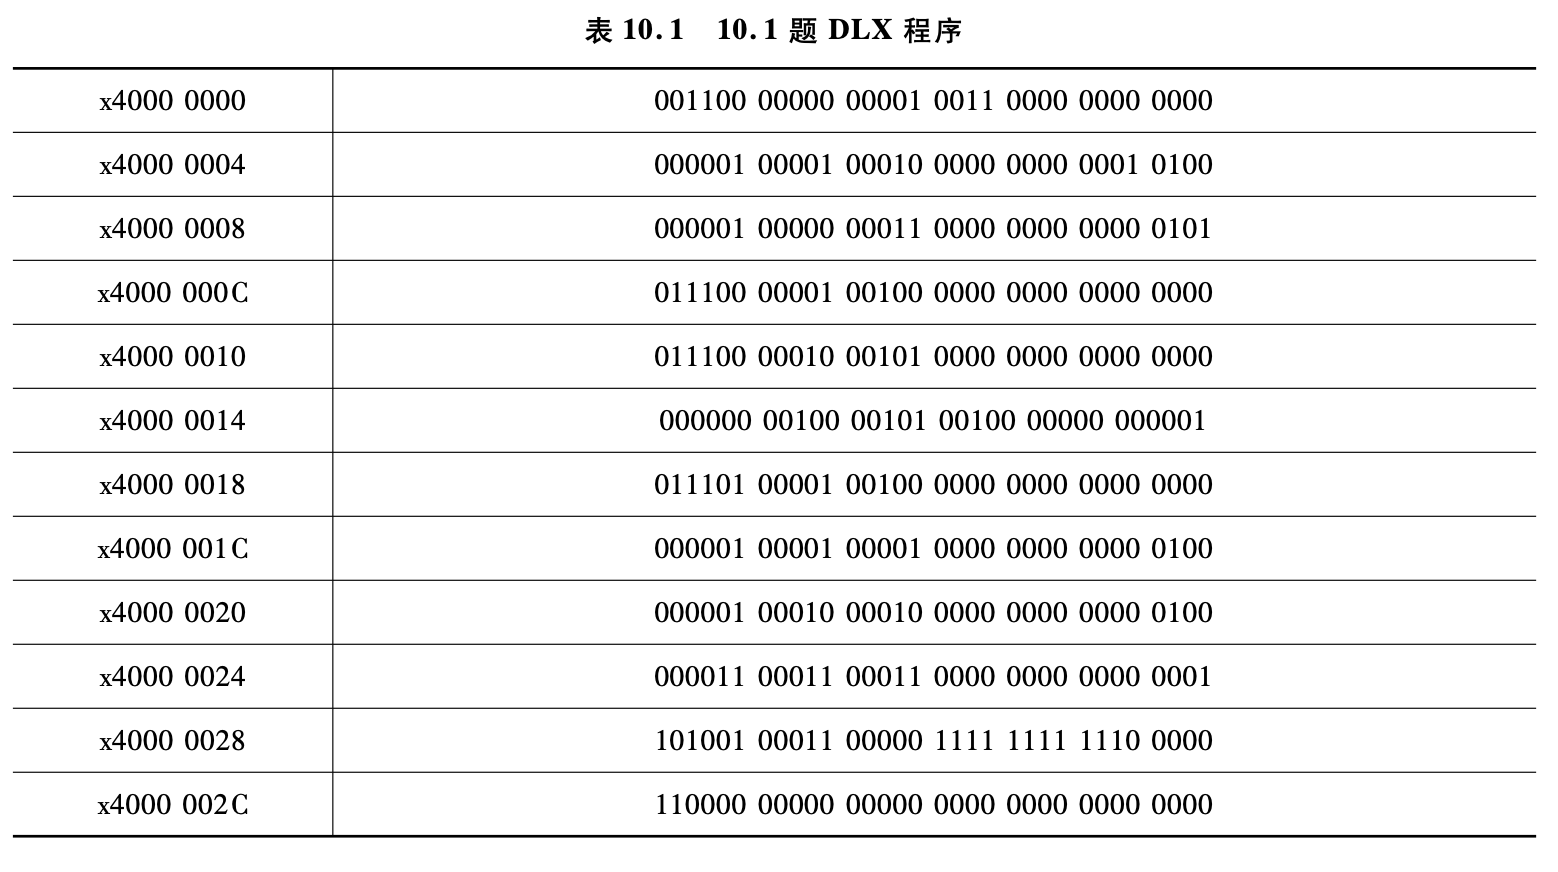 表 10.1 10.1 题 DLX 程序
x4000 0000 001100 00000 00001 0011 0000 0000 0000
x4000 0004 000001 00001 00010 0000 0000 0001 0100
x4000 0008 000001 00000 00011 0000 0000 0000 0101
x4000 000C 011100 00001 00100 0000 0000 0000 0000
x4000 0010 011100 00010 00101 0000 0000 0000 0000
x4000 0014 000000 00100 00101 00100 00000 000001
x4000 0018 011101 00001 00100 0000 0000 0000 0000
x4000 001C 000001 00001 00001 0000 0000 0000 0100
x4000 0020 000001 00010 00010 0000 0000 0000 0100
x4000 0024 000011 00011 00011 0000 0000 0000 0001
x4000 0028 101001 00011 00000 1111 1111 1110 0000
x4000 002C 110000 00000 00000 0000 0000 0000 0000